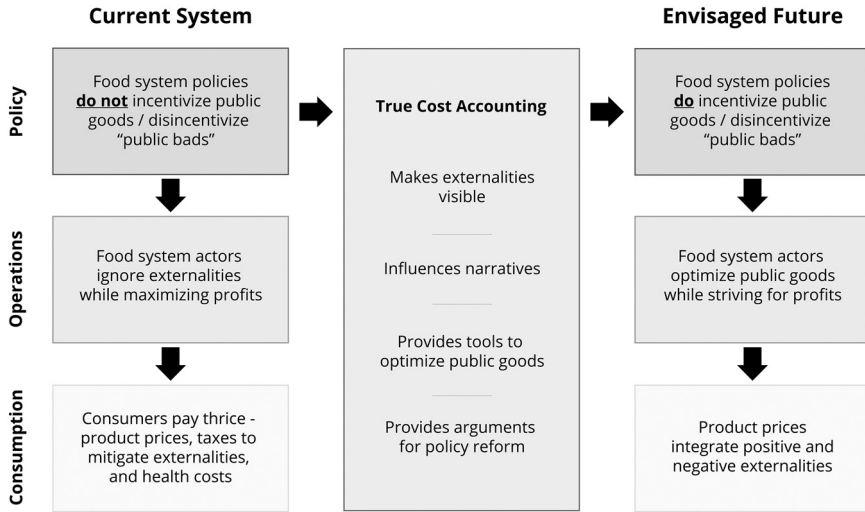 Current System
Envisaged Future
Policy
Food system policies
do not incentivize public
goods / disincentivize
“public bads”
True Cost Accounting
Makes externalities
visible
Influences narratives
Provides tools to
optimize public goods
Provides arguments
for policy reform
Food system policies
do incentivize public
goods / disincentivize
“public bads”
Operations
Food system actors
ignore externalities
while maximizing profits
Food system actors
optimize public goods
while striving for profits
Consumption
Consumers pay thrice -
product prices, taxes to
mitigate externalities,
and health costs
Product prices
integrate positive and
negative externalities